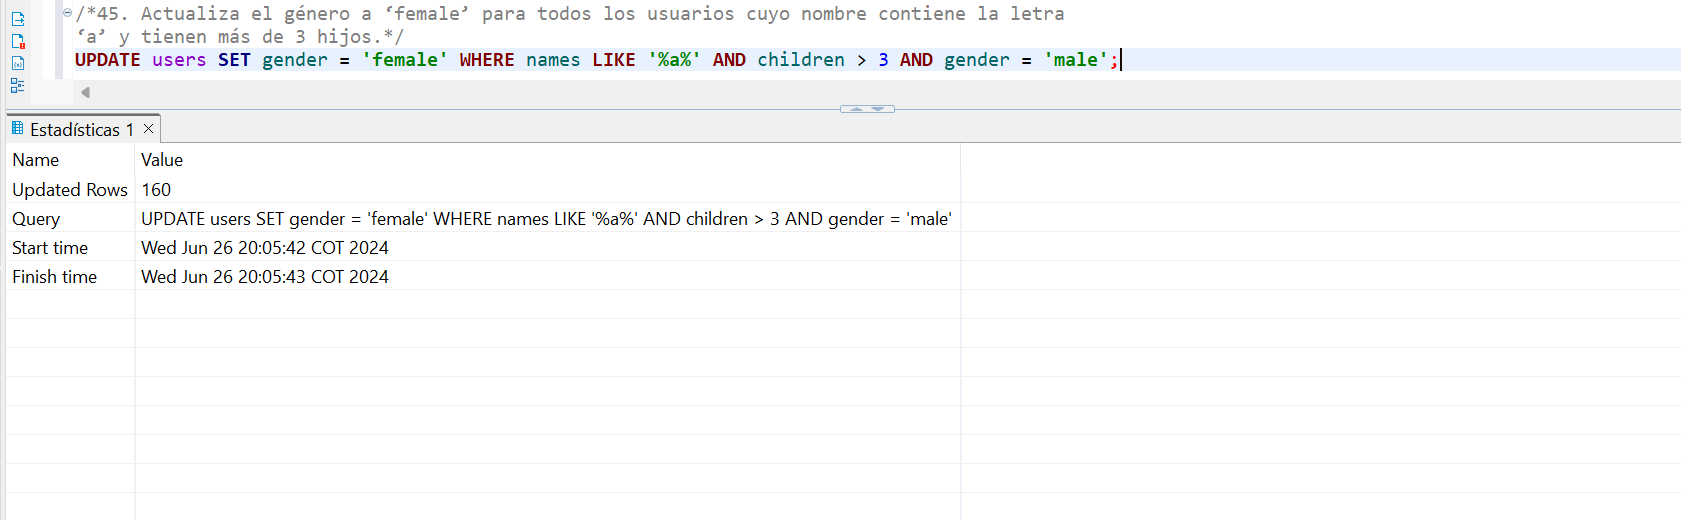 /*45. Actualiza el género a ‘female’ para todos los usuarios cuyo nombre contiene la letra
‘a’ y tienen más de 3 hijos.*/
UPDATE users SET gender = 'female' WHERE names LIKE '%a%' AND children > 3 AND gender = 'male';
Estadísticas 1
Name Value
Updated Rows 160
Query UPDATE users SET gender = 'female' WHERE names LIKE '%a%' AND children > 3 AND gender = 'male'
Start time Wed Jun 26 20:05:42 COT 2024
Finish time Wed Jun 26 20:05:43 COT 2024